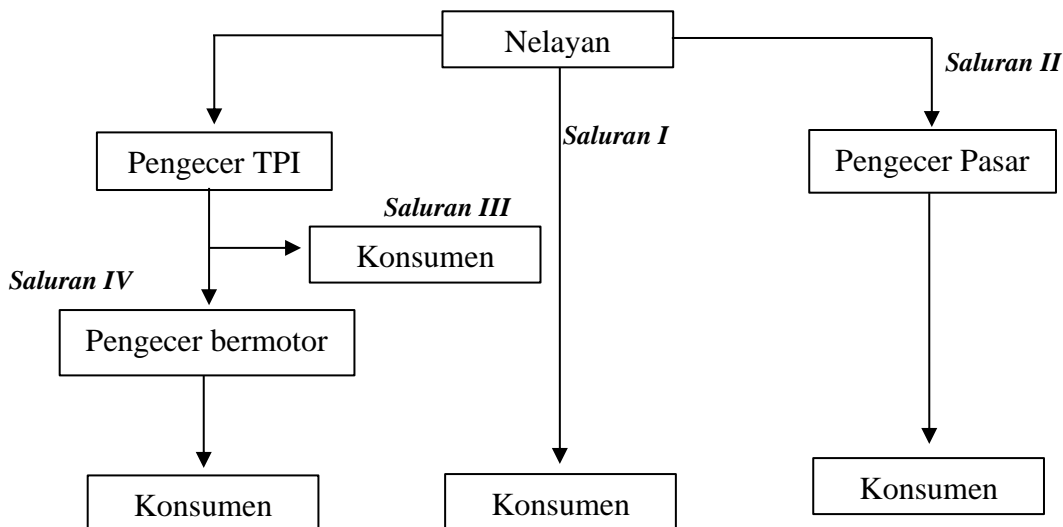 Nelayan
Saluran II
Saluran I
Pengecer TPI
Pengecer Pasar
Saluran III
Konsumen
Saluran IV
Pengecer bermotor
Konsumen
Konsumen
Konsumen